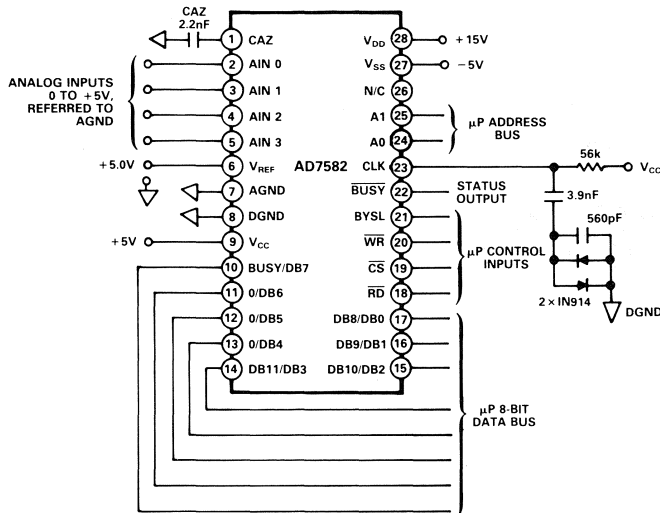 CAZ
2.2nF
ANALOG INPUTS
0 TO +5V,
REFERRED TO
AGND
+5.0V
+5V
1 CAZ
2 AIN 0
3 AIN 1
4 AIN 2
5 AIN 3
6 VREF
7 AGND
8 DGND
9 VCC
10 BUSY/DB7
11 0/DB6
12 0/DB5
13 0/DB4
14 DB11/DB3
AD7582
VDD 28 +15V
VSS 27 −5V
N/C 26
A1 25
A0 24
CLK 23
BUSY 22
BYSL 21
WR 20
CS 19
RD 18
DB8/DB0 17
DB9/DB1 16
DB10/DB2 15
μP ADDRESS
BUS
STATUS
OUTPUT
μP CONTROL
INPUTS
56k
VCC
3.9nF
560pF
2 × IN914
DGND
μP 8-BIT
DATA BUS